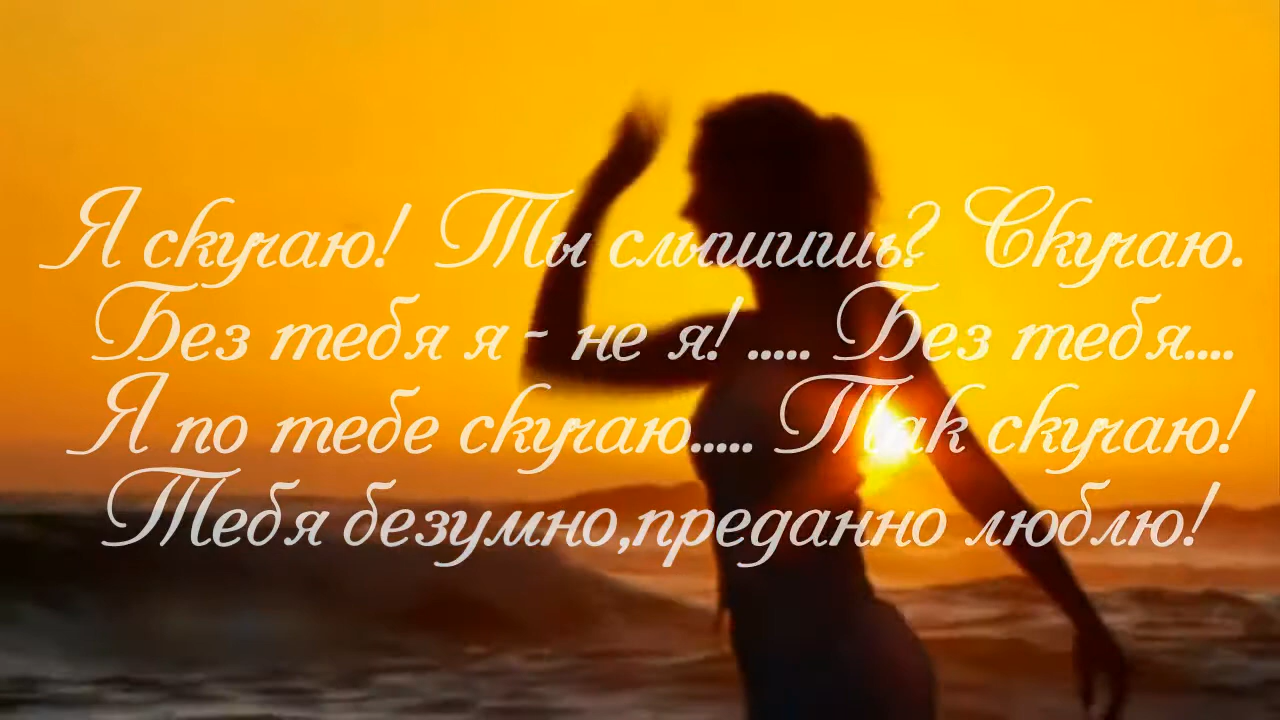 Я скучаю! Ты слышишь? Скучаю.
Без тебя я - не я! ..... Без тебя....
Я по тебе скучаю..... Так скучаю!
Тебя безумно,преданно люблю!